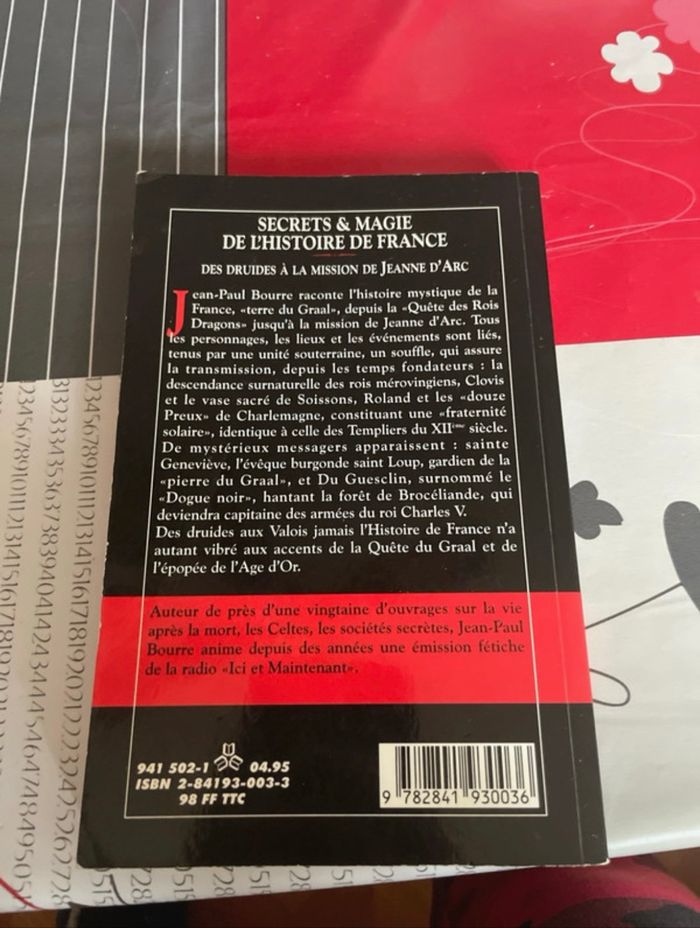 SECRETS & MAGIE
DE L'HISTOIRE DE FRANCE
DES DRUIDES À LA MISSION DE JEANNE D'ARC
Jean-Paul Bourre raconte l'histoire mystique de la
France, «terre du Graal», depuis la «Quête des Rois
Dragons» jusqu'à la mission de Jeanne d'Arc. Tous
les personnages, les lieux et les événements sont liés,
tenus par une unité souterraine, un souffle, qui assure
la transmission, depuis les temps fondateurs : la
descendance surnaturelle des rois mérovingiens, Clovis
et le vase sacré de Soissons, Roland et les «douze
Preux» de Charlemagne, constituant une «fraternité
solaire», identique à celle des Templiers du XIIème siècle.
De mystérieux messagers apparaissent : sainte
Geneviève, l'évêque burgonde saint Loup, gardien de la
«pierre du Graal», et Du Guesclin, surnommé le
«Dogue noir», hantant la forêt de Brocéliande, qui
deviendra capitaine des armées du roi Charles V.
Des druides aux Valois jamais l'Histoire de France n'a
autant vibré aux accents de la Quête du Graal et de
l'épopée de l'Age d'Or.
Auteur de près d'une vingtaine d'ouvrages sur la vie
après la mort, les Celtes, les sociétés secrètes, Jean-Paul
Bourre anime depuis des années une émission fétiche
de la radio «Ici et Maintenant».
941 502-1 04.95
ISBN 2-84193-003-3
98 FF TTC
9 782841 930036